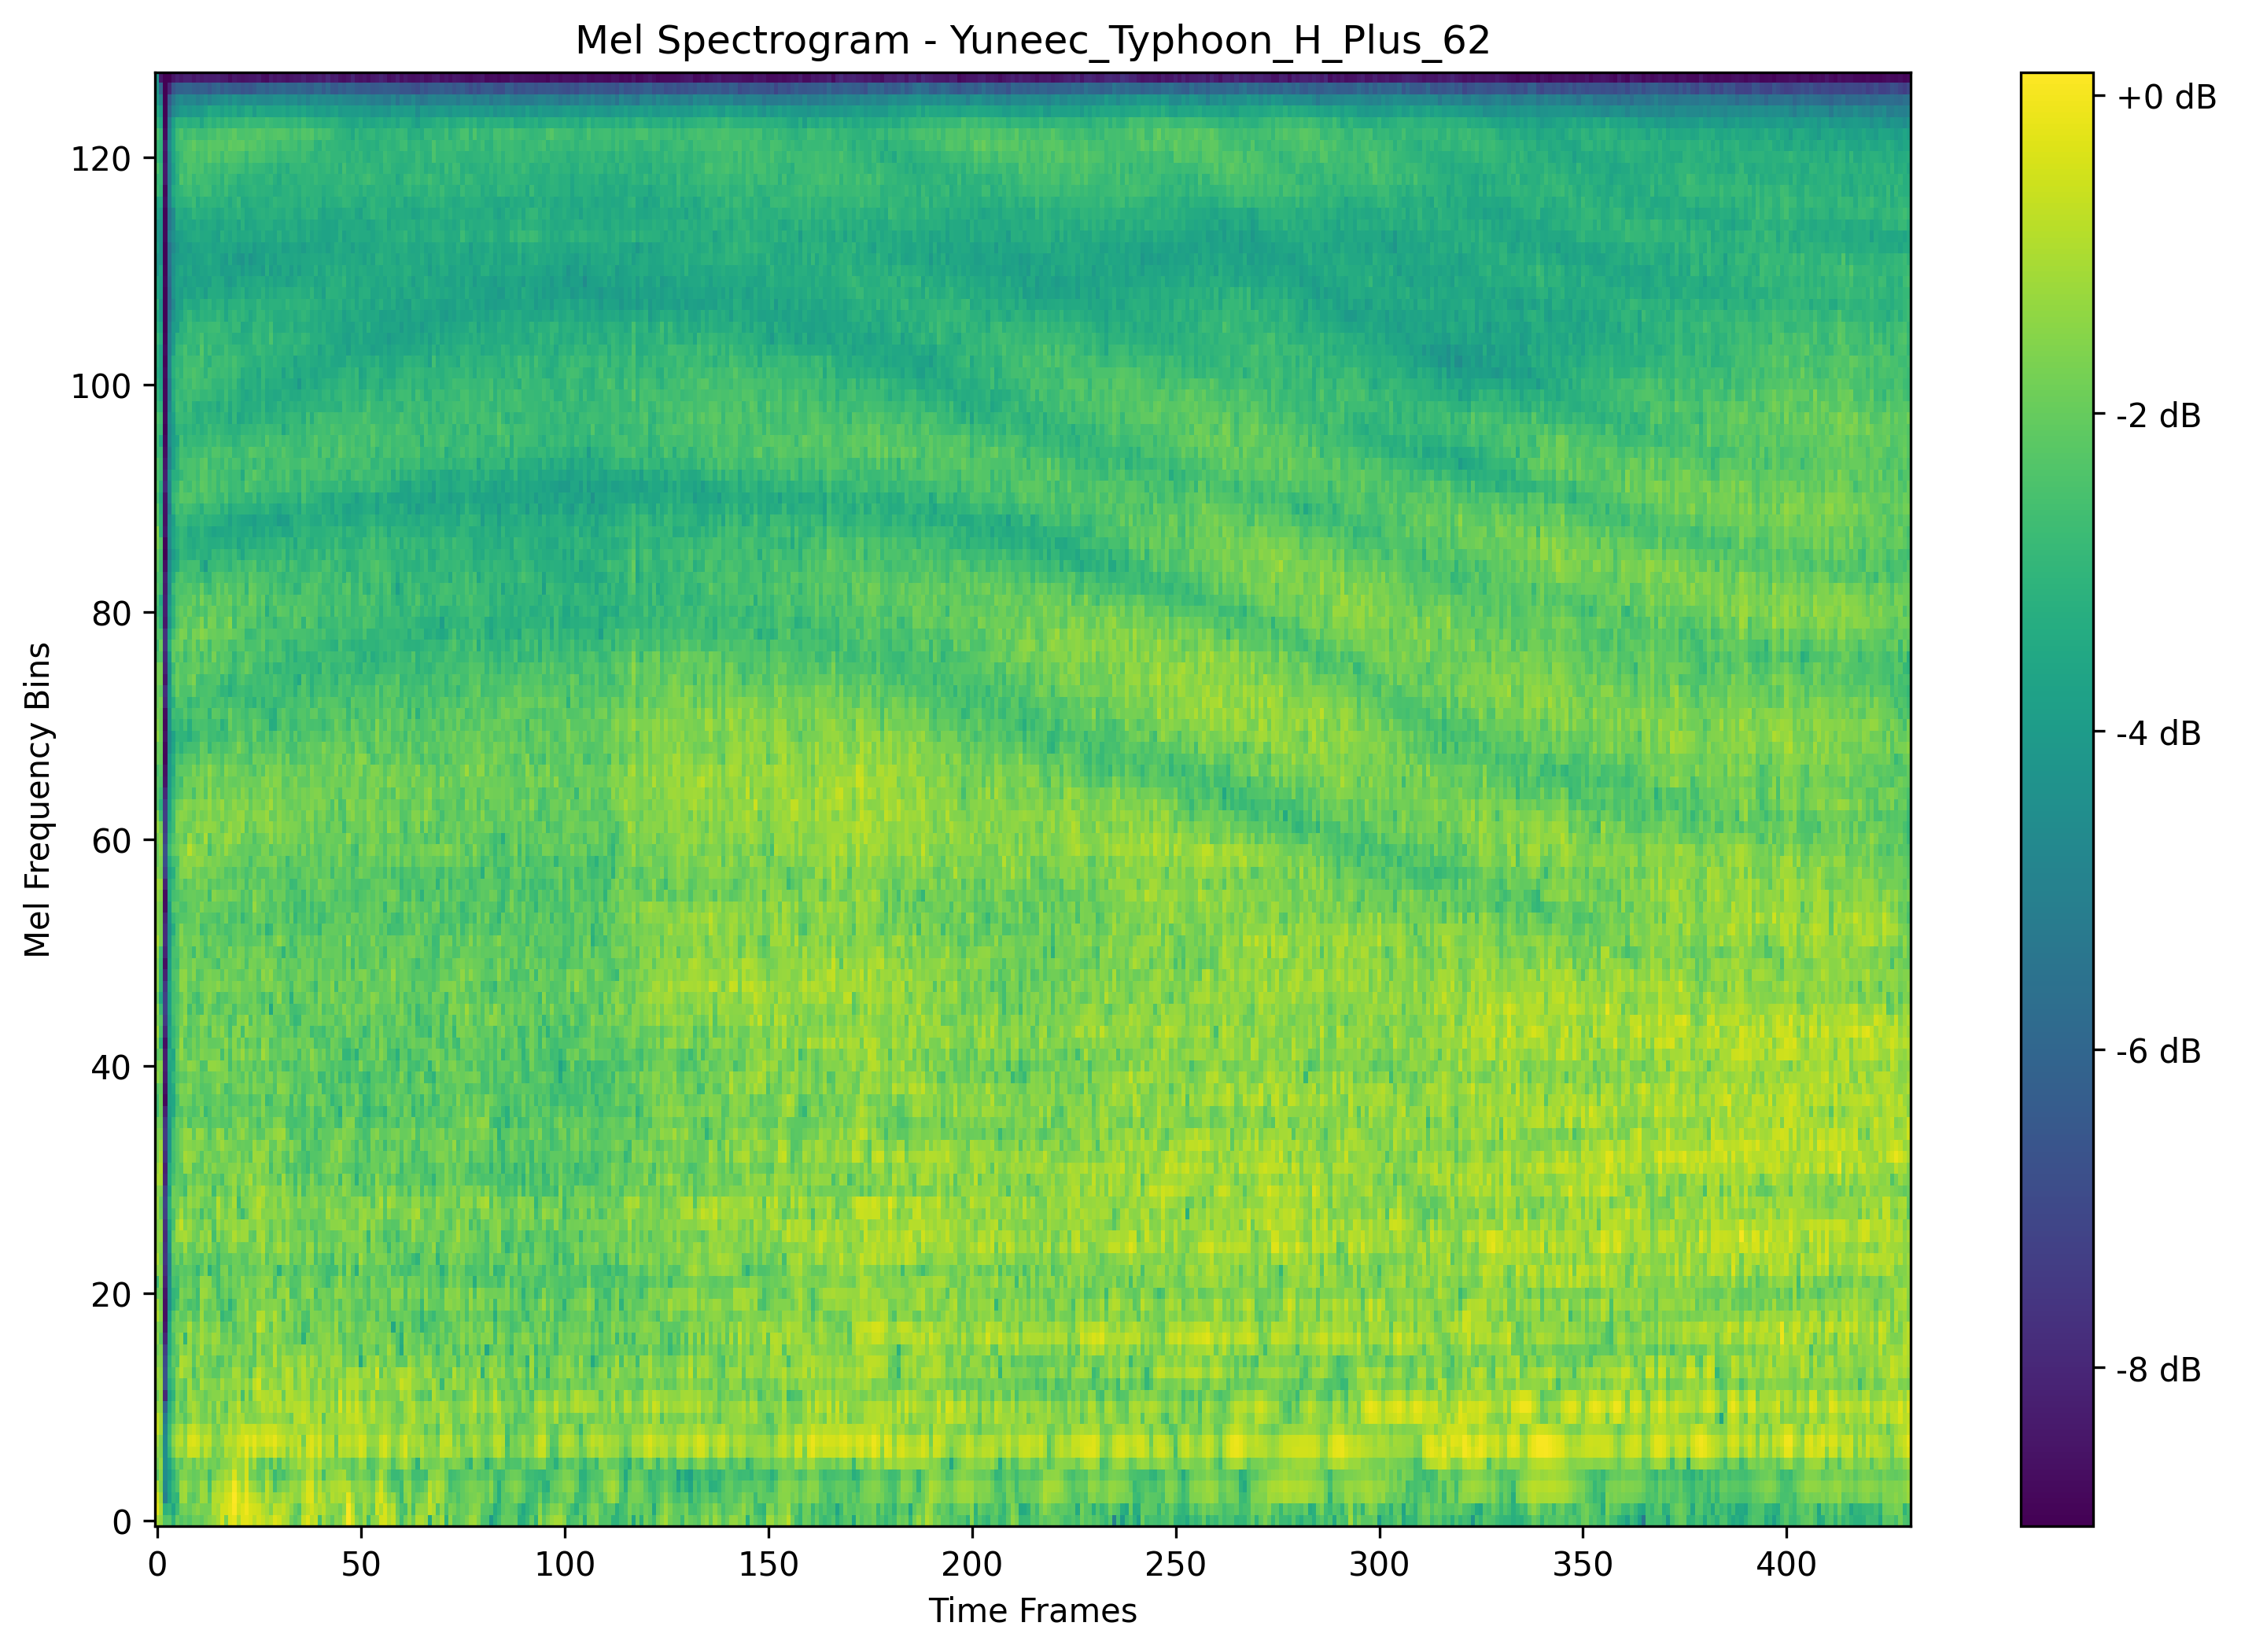 Mel Spectrogram - Yuneec_Typhoon_H_Plus_62
Mel Frequency Bins
120
100
80
60
40
20
0
0 50 100 150 200 250 300 350 400
Time Frames
+0 dB
-2 dB
-4 dB
-6 dB
-8 dB